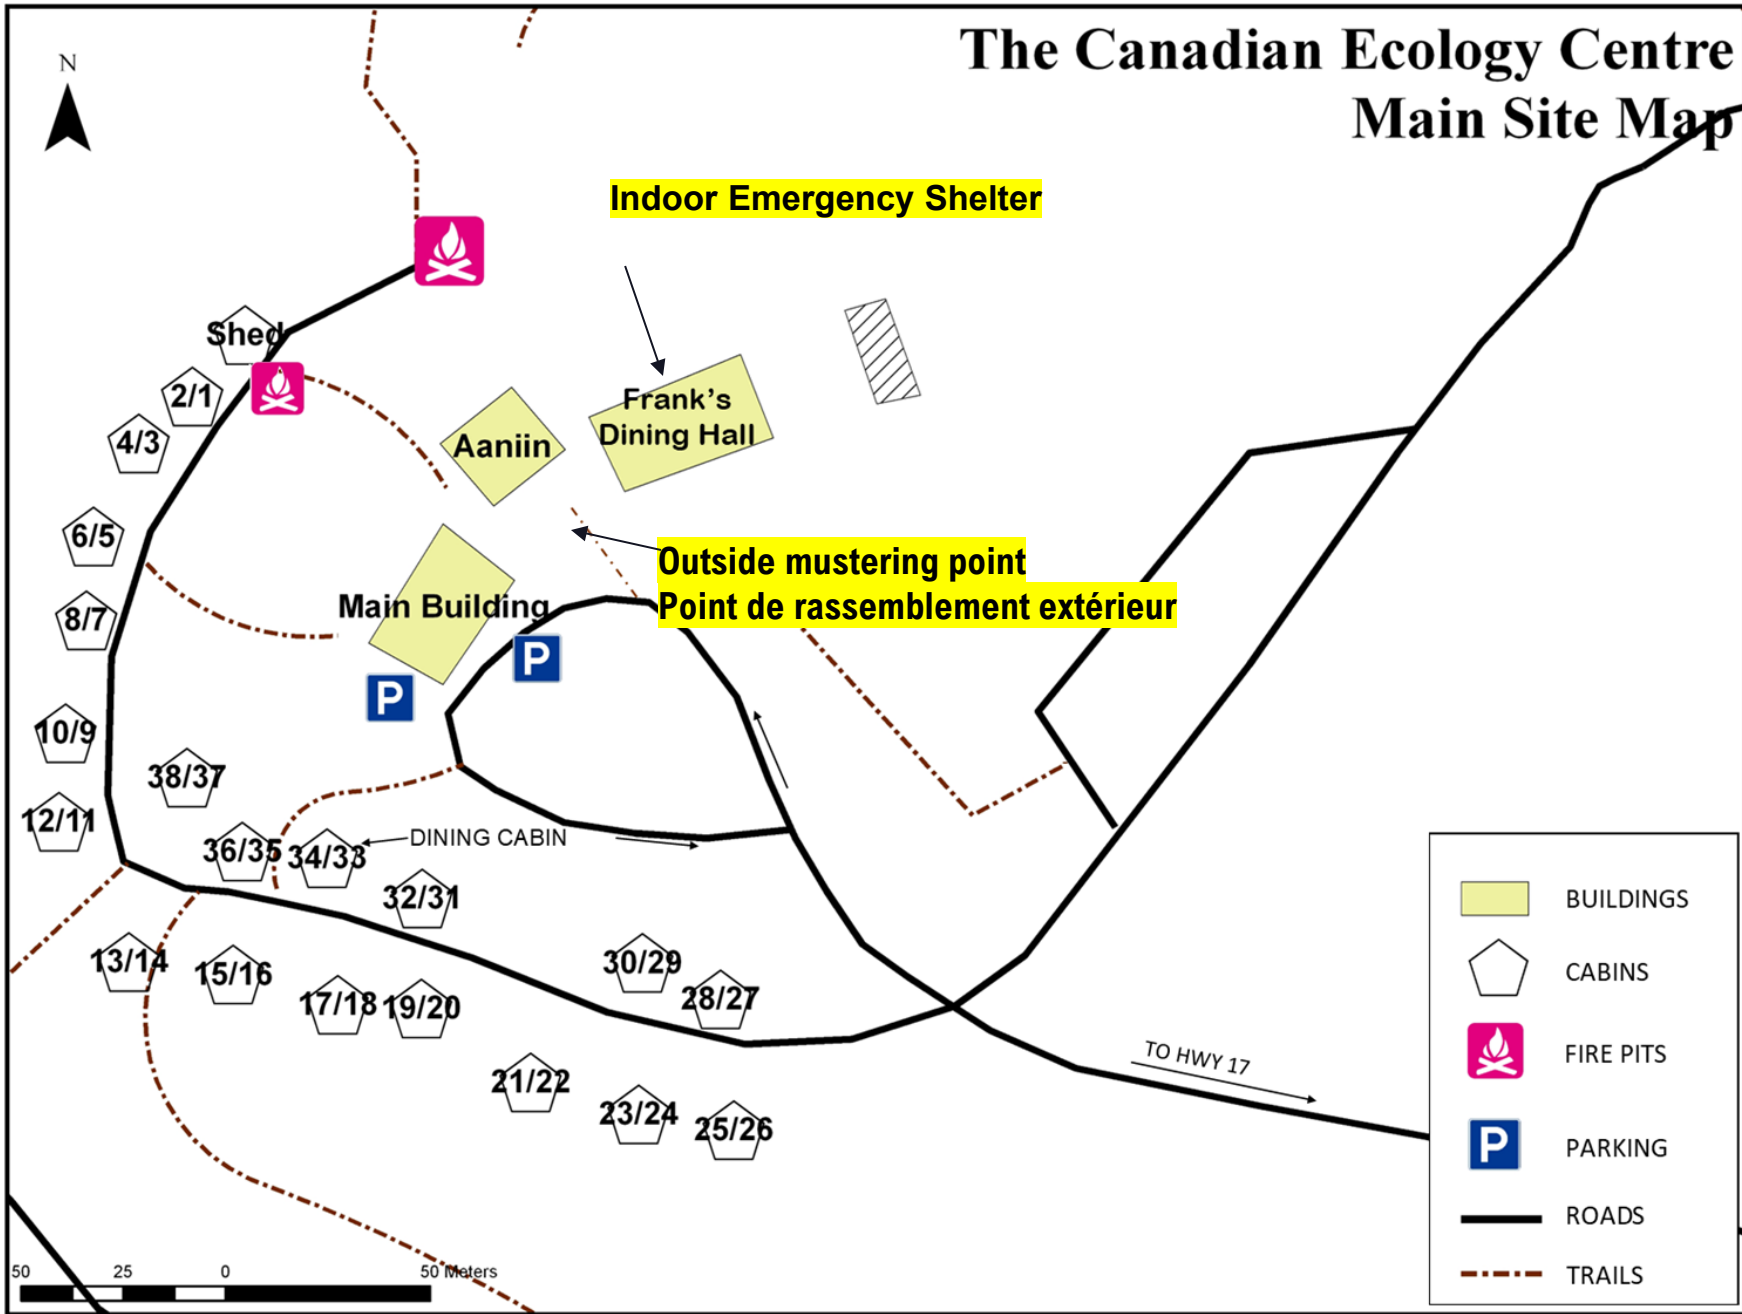 The Canadian Ecology Centre
Main Site Map
N
Indoor Emergency Shelter
Shed
2/1
4/3
Frank's
Dining Hall
Aaniin
6/5
Outside mustering point
Point de rassemblement extérieur
Main Building
8/7
P
P
10/9
38/37
12/11
36/35
34/33
DINING CABIN
32/31
13/14
15/16
17/18
19/20
30/29
28/27
21/22
23/24
25/26
TO HWY 17
BUILDINGS
CABINS
FIRE PITS
P
PARKING
ROADS
TRAILS
50 25 0 50 Meters